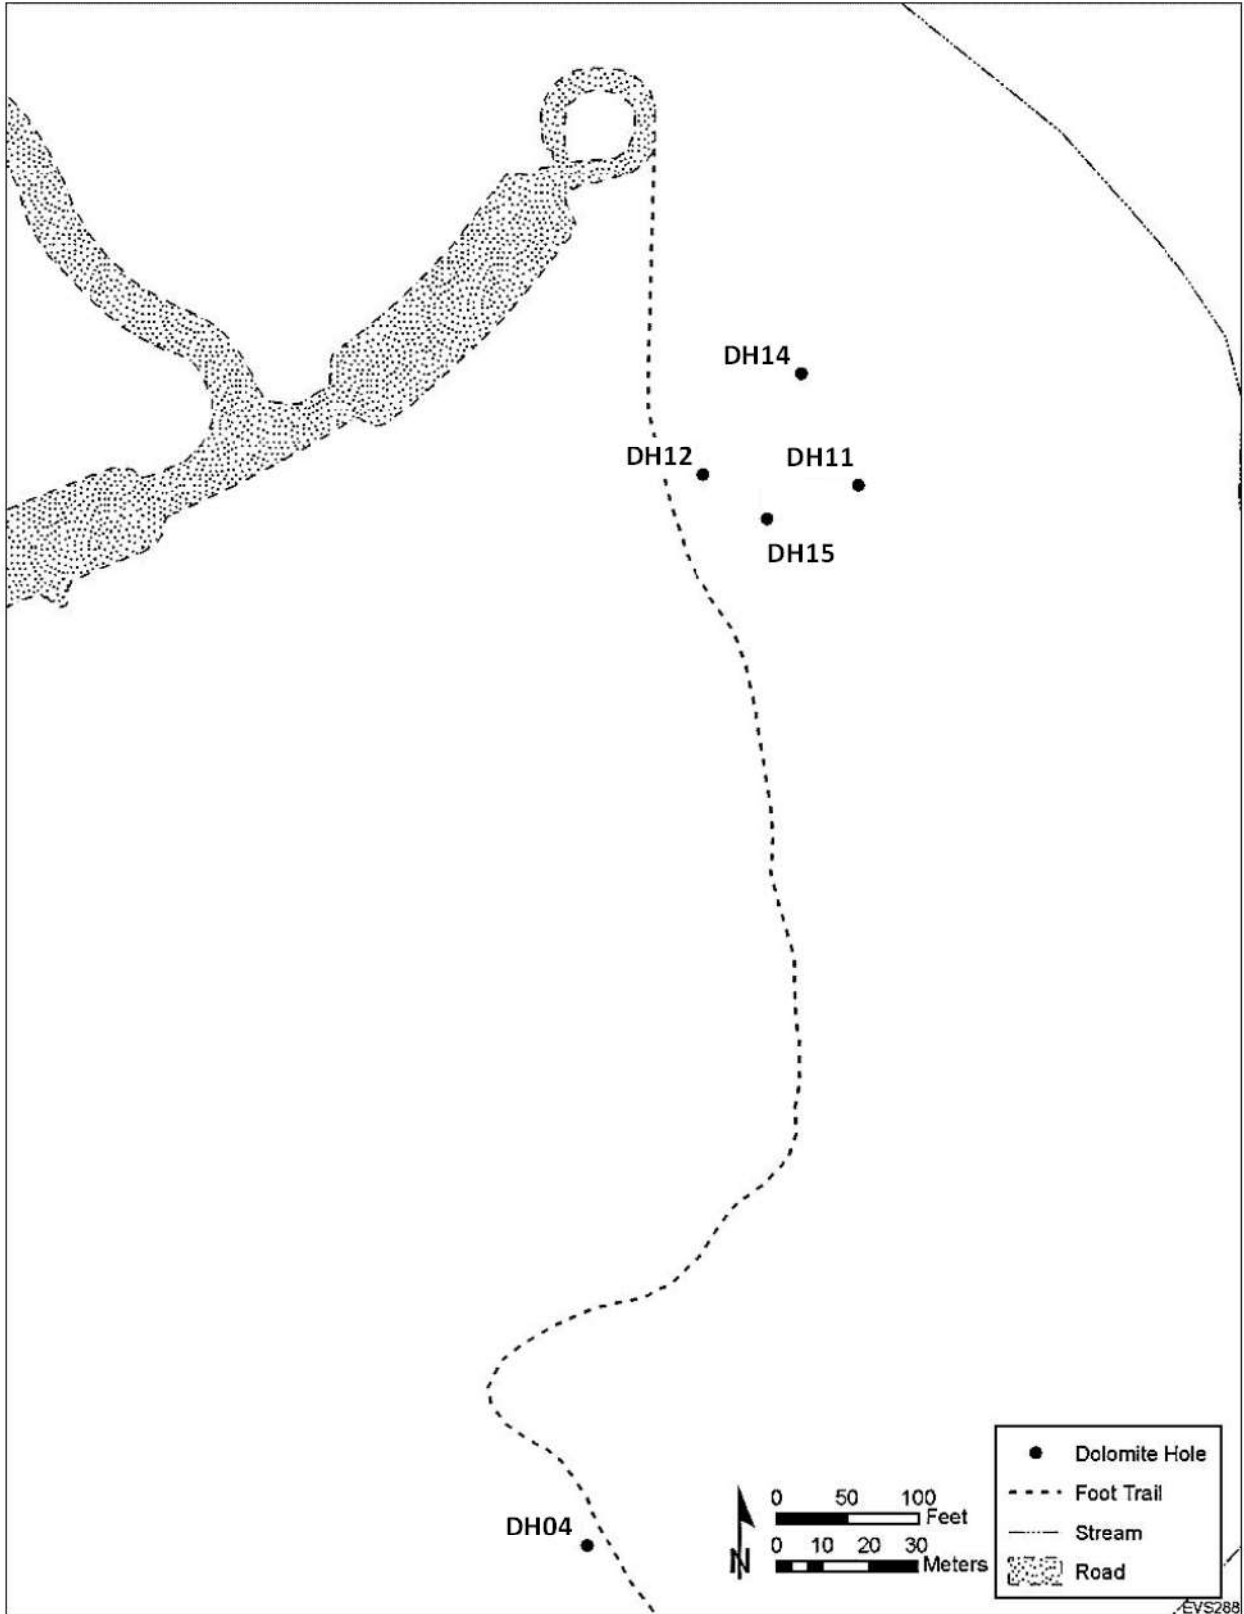 DH14
DH12
DH11
DH15
DH04
0 50 100
Feet
0 10 20 30
Meters
N
Dolomite Hole
Foot Trail
Stream
Road
EVS288